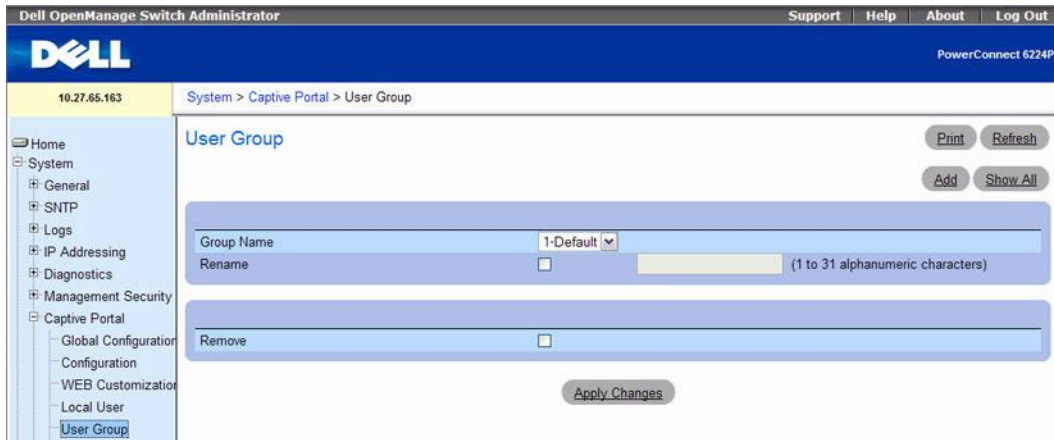 Dell OpenManage Switch Administrator
Support Help About Log Out
DELL
PowerConnect 6224P
10.27.65.163
System > Captive Portal > User Group
Home
System
General
SNTP
Logs
IP Addressing
Diagnostics
Management Security
Captive Portal
Global Configuration
Configuration
WEB Customization
Local User
User Group
User Group
Print Refresh
Add Show All
Group Name 1-Default
Rename (1 to 31 alphanumeric characters)
Remove
Apply Changes